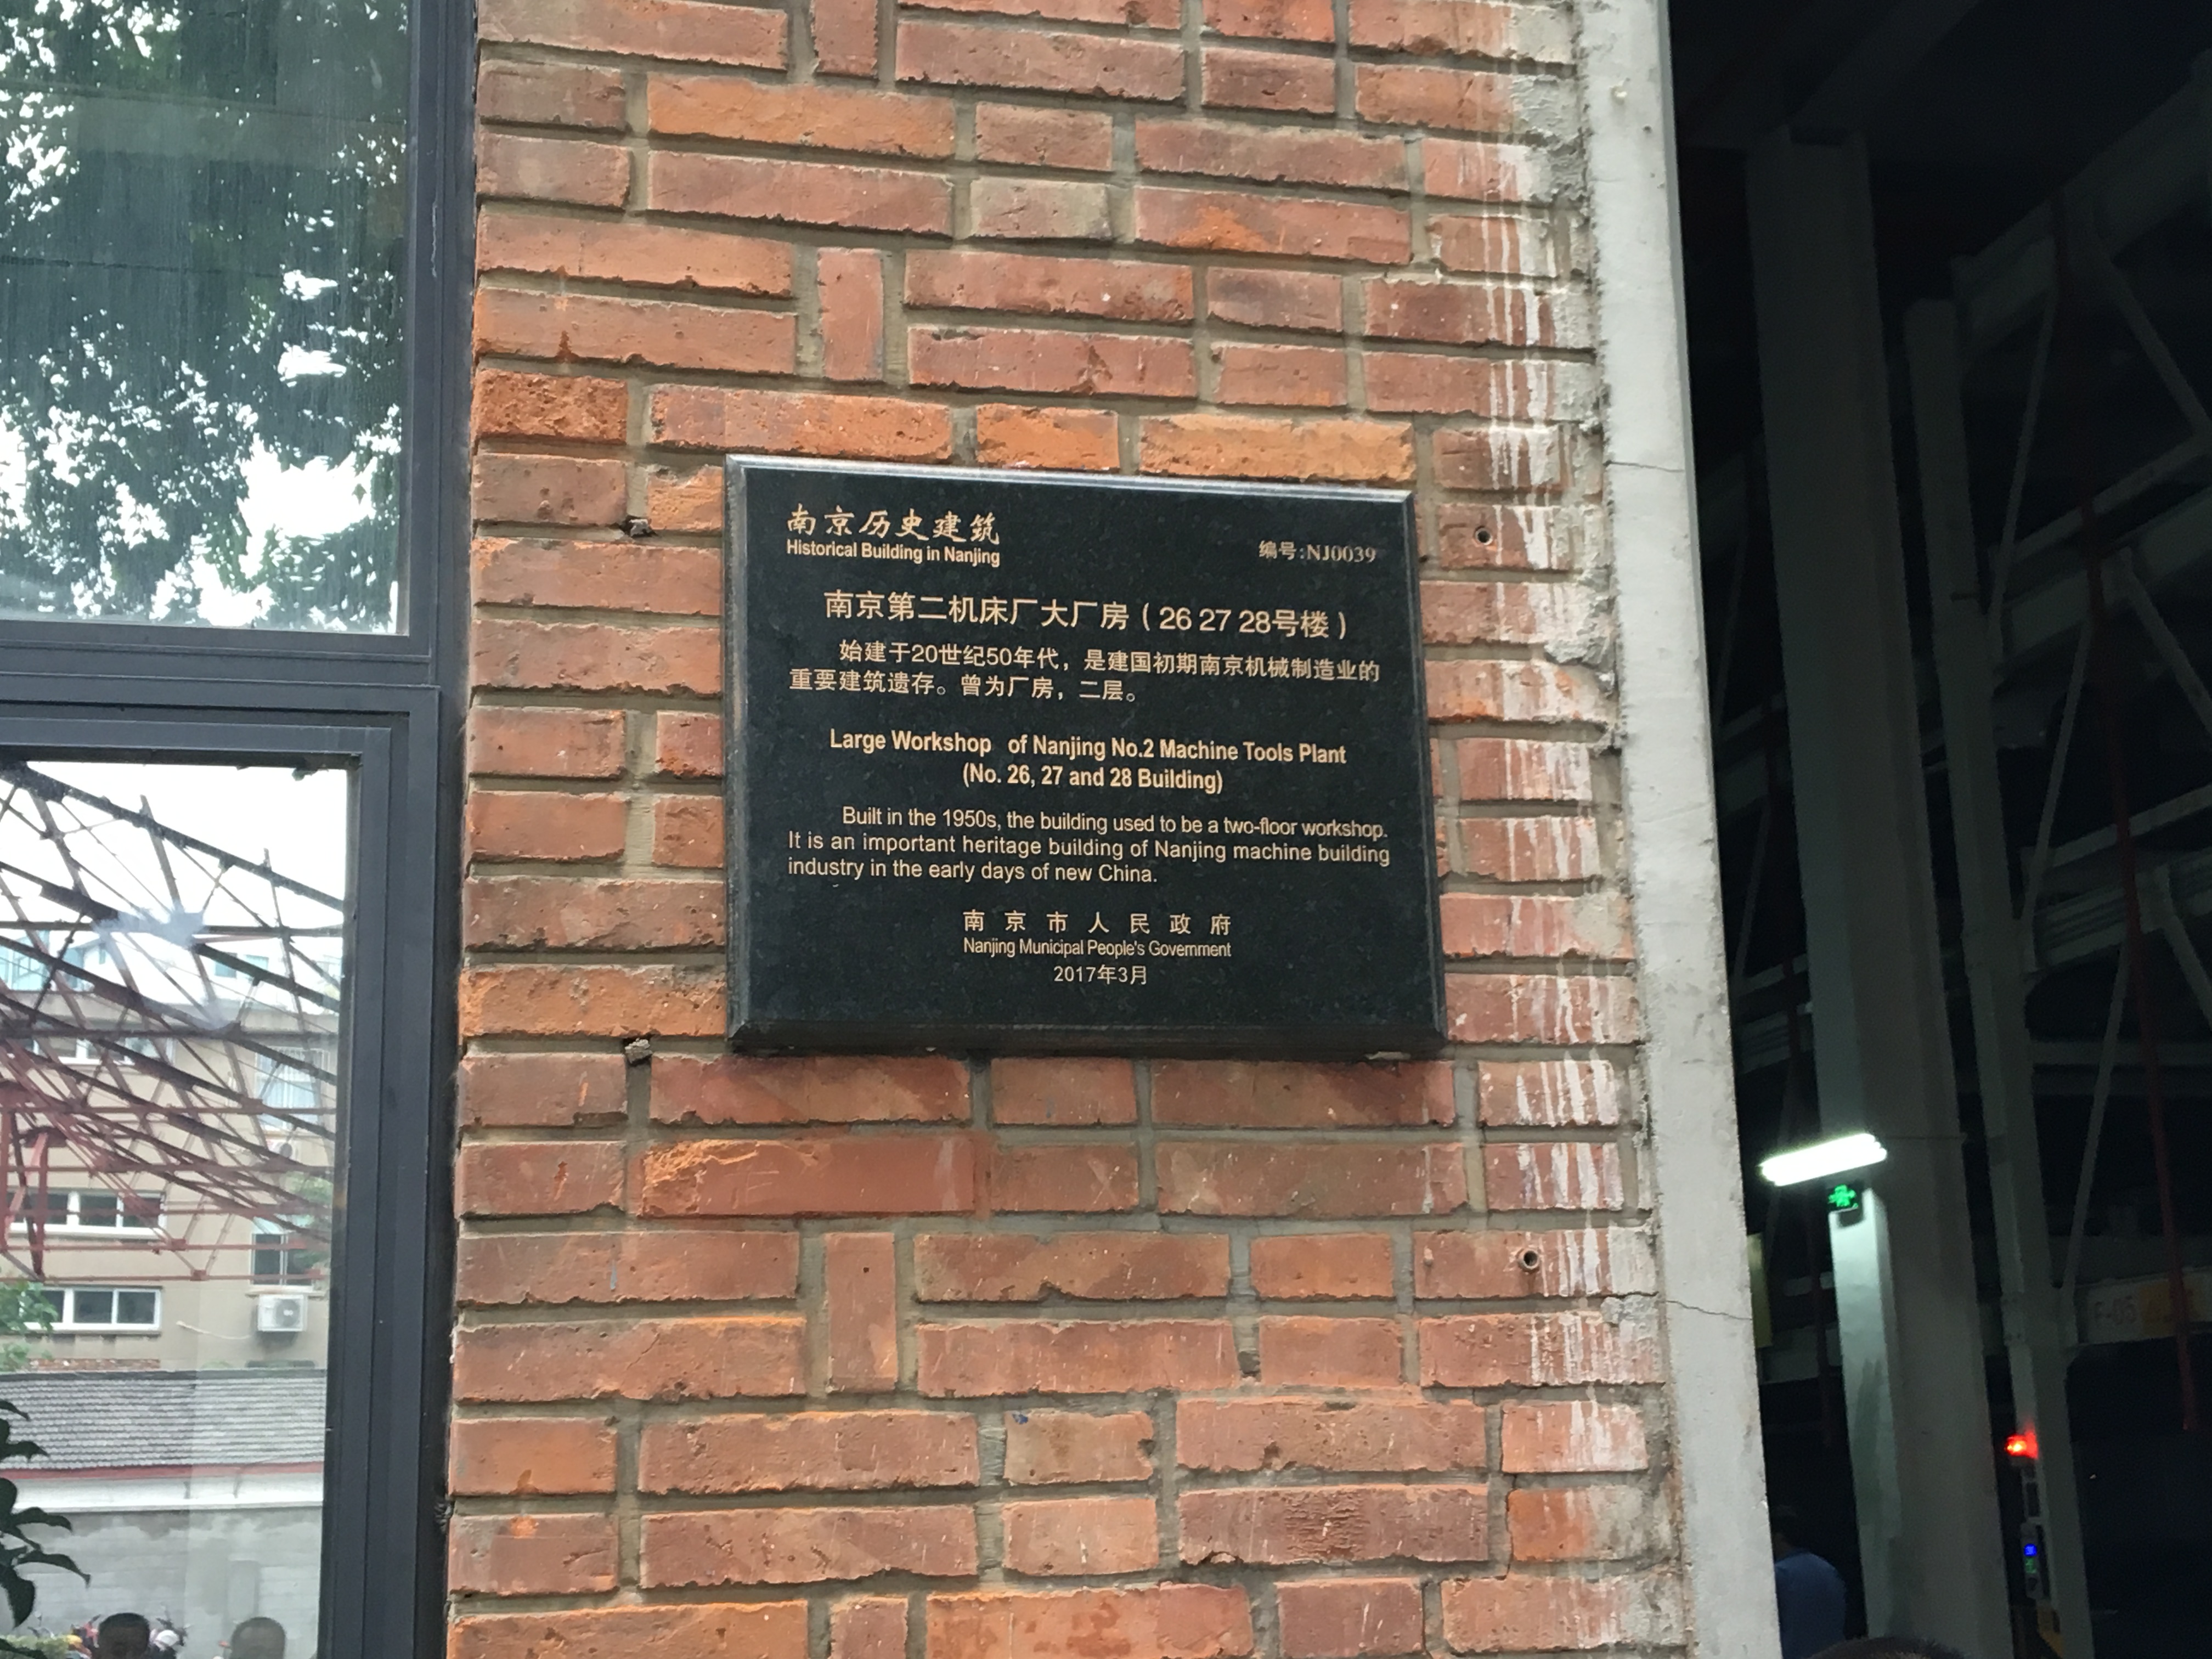 南京历史建筑
Historical Building in Nanjing
编号:NJ0039
南京第二机床厂大厂房（26 27 28号楼）
始建于20世纪50年代，是建国初期南京机械制造业的
重要建筑遗存。曾为厂房，二层。
Large Workshop of Nanjing No.2 Machine Tools Plant
(No. 26, 27 and 28 Building)
Built in the 1950s, the building used to be a two-floor workshop.
It is an important heritage building of Nanjing machine building
industry in the early days of new China.
南京市人民政府
Nanjing Municipal People's Government
2017年3月
F-05